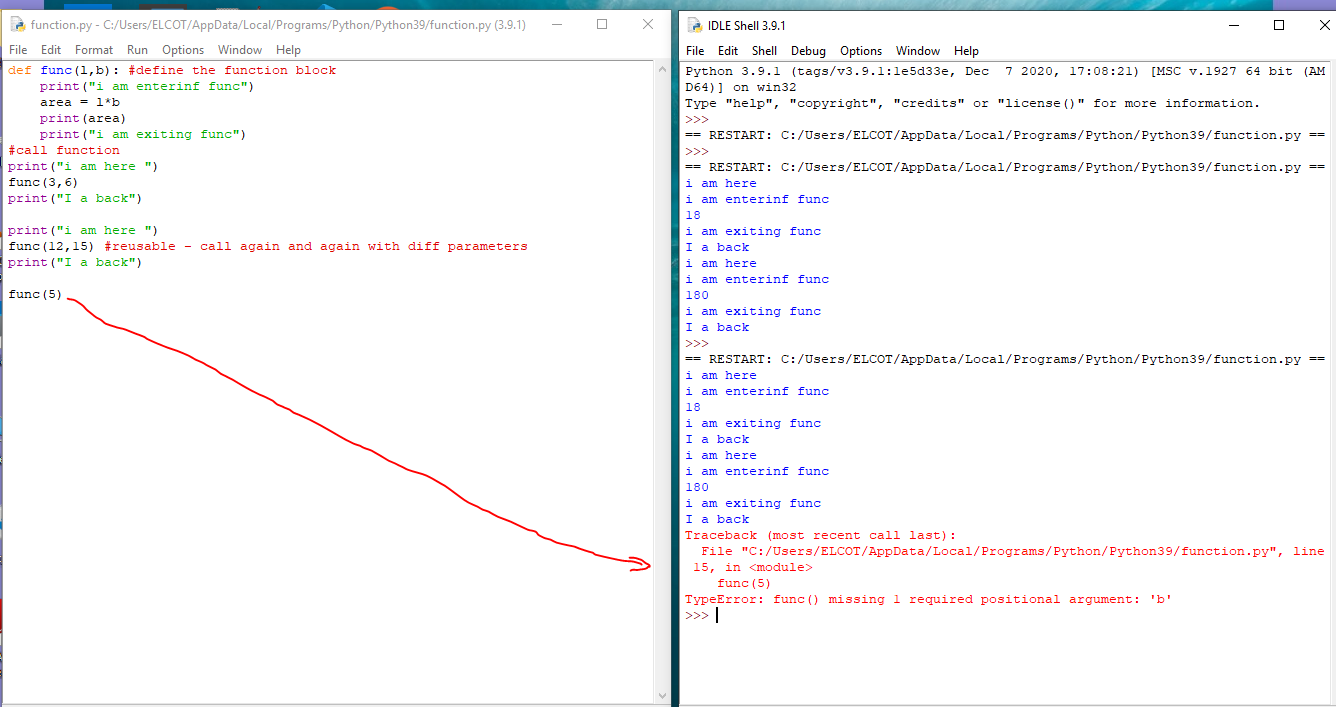 function.py - C:/Users/ELCOT/AppData/Local/Programs/Python/Python39/function.py (3.9.1)
File Edit Format Run Options Window Help
def func(l,b): #define the function block
    print("i am enterinf func")
    area = l*b
    print(area)
    print("i am exiting func")
#call function
print("i am here ")
func(3,6)
print("I a back")

print("i am here ")
func(12,15) #reusable - call again and again with diff parameters
print("I a back")

func(5)
IDLE Shell 3.9.1
File Edit Shell Debug Options Window Help
Python 3.9.1 (tags/v3.9.1:1e5d33e, Dec  7 2020, 17:08:21) [MSC v.1927 64 bit (AM
D64)] on win32
Type "help", "copyright", "credits" or "license()" for more information.
>>>
== RESTART: C:/Users/ELCOT/AppData/Local/Programs/Python/Python39/function.py ==
>>>
== RESTART: C:/Users/ELCOT/AppData/Local/Programs/Python/Python39/function.py ==
i am here
i am enterinf func
18
i am exiting func
I a back
i am here
i am enterinf func
180
i am exiting func
I a back
>>>
== RESTART: C:/Users/ELCOT/AppData/Local/Programs/Python/Python39/function.py ==
i am here
i am enterinf func
18
i am exiting func
I a back
i am here
i am enterinf func
180
i am exiting func
I a back
Traceback (most recent call last):
  File "C:/Users/ELCOT/AppData/Local/Programs/Python/Python39/function.py", line
 15, in <module>
    func(5)
TypeError: func() missing 1 required positional argument: 'b'
>>>